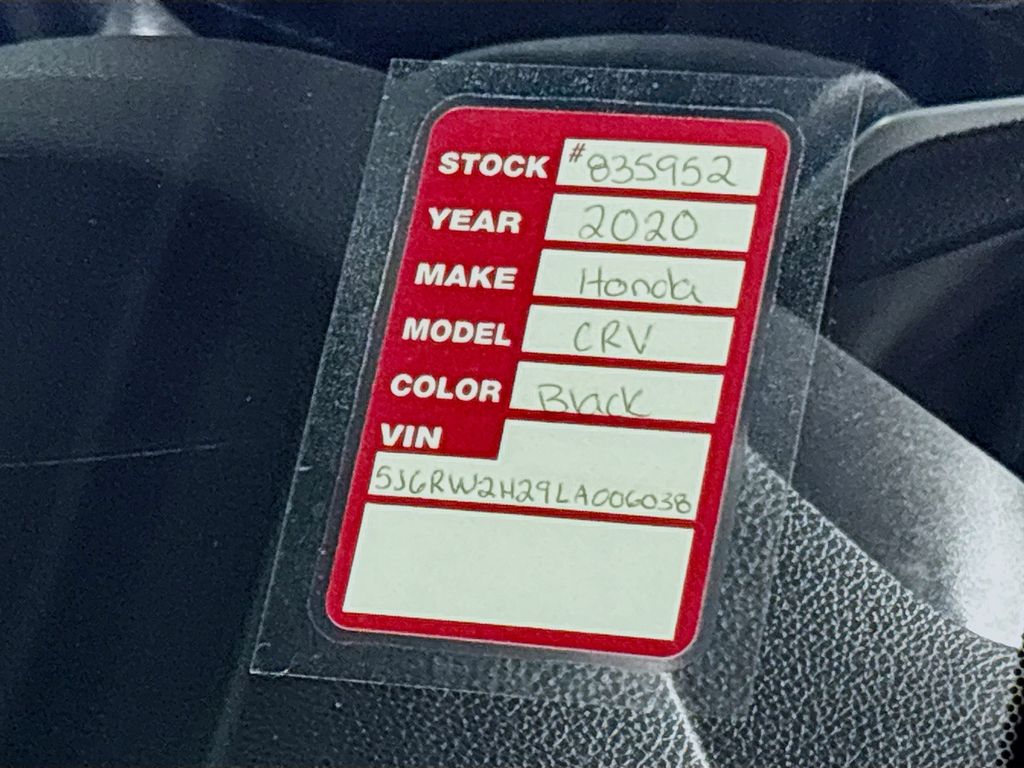 STOCK #835952
YEAR 2020
MAKE Honda
MODEL CRV
COLOR Black
VIN
5J6RW2H29LA006038